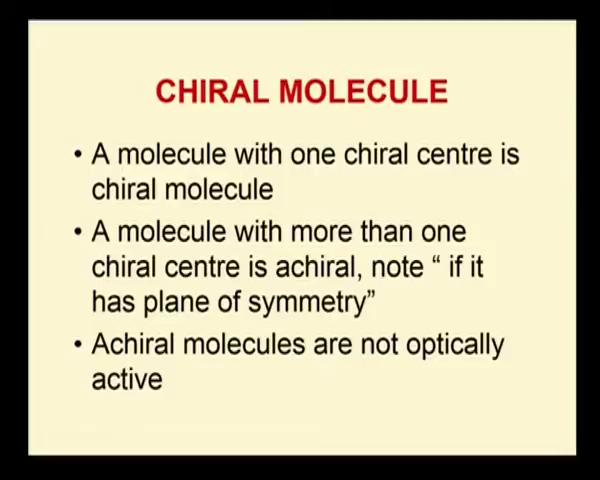 CHIRAL MOLECULE
• A molecule with one chiral centre is
chiral molecule
• A molecule with more than one
chiral centre is achiral, note “ if it
has plane of symmetry”
• Achiral molecules are not optically
active